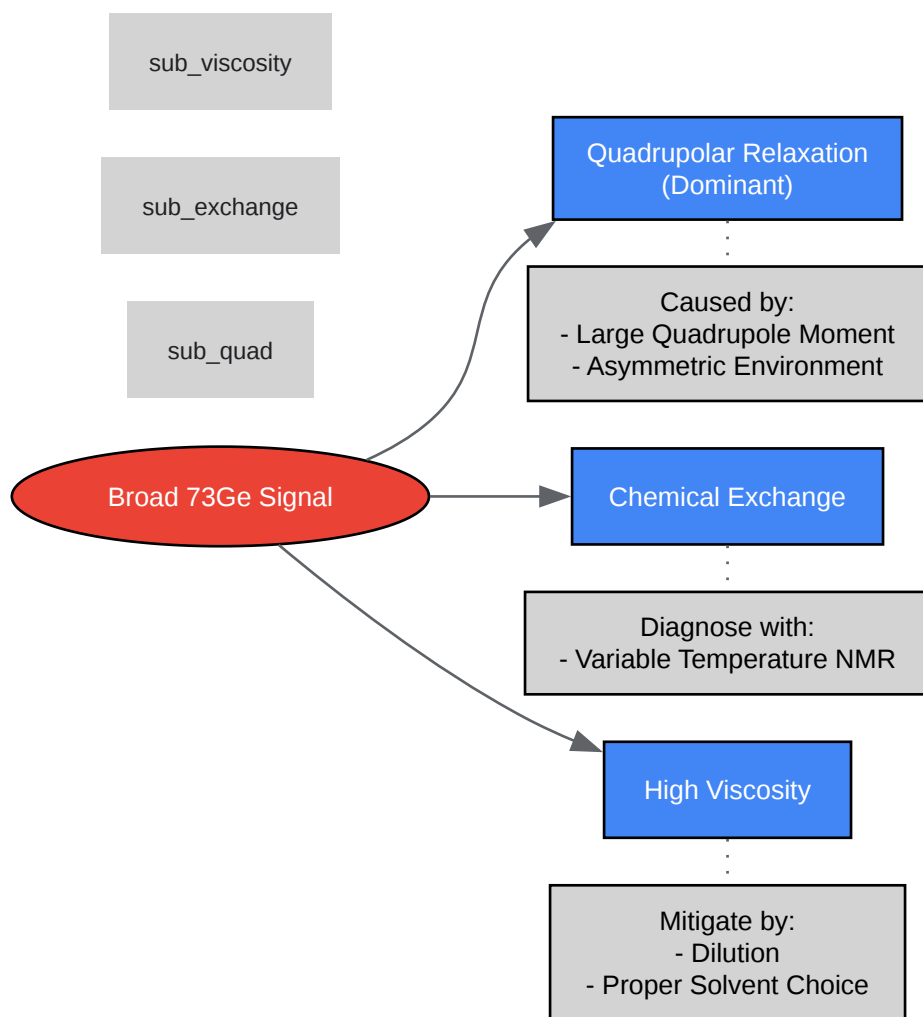 sub_viscosity
sub_exchange
sub_quad
Broad 73Ge Signal
Quadrupolar Relaxation
(Dominant)
Caused by:
- Large Quadrupole Moment
- Asymmetric Environment
Chemical Exchange
Diagnose with:
- Variable Temperature NMR
High Viscosity
Mitigate by:
- Dilution
- Proper Solvent Choice